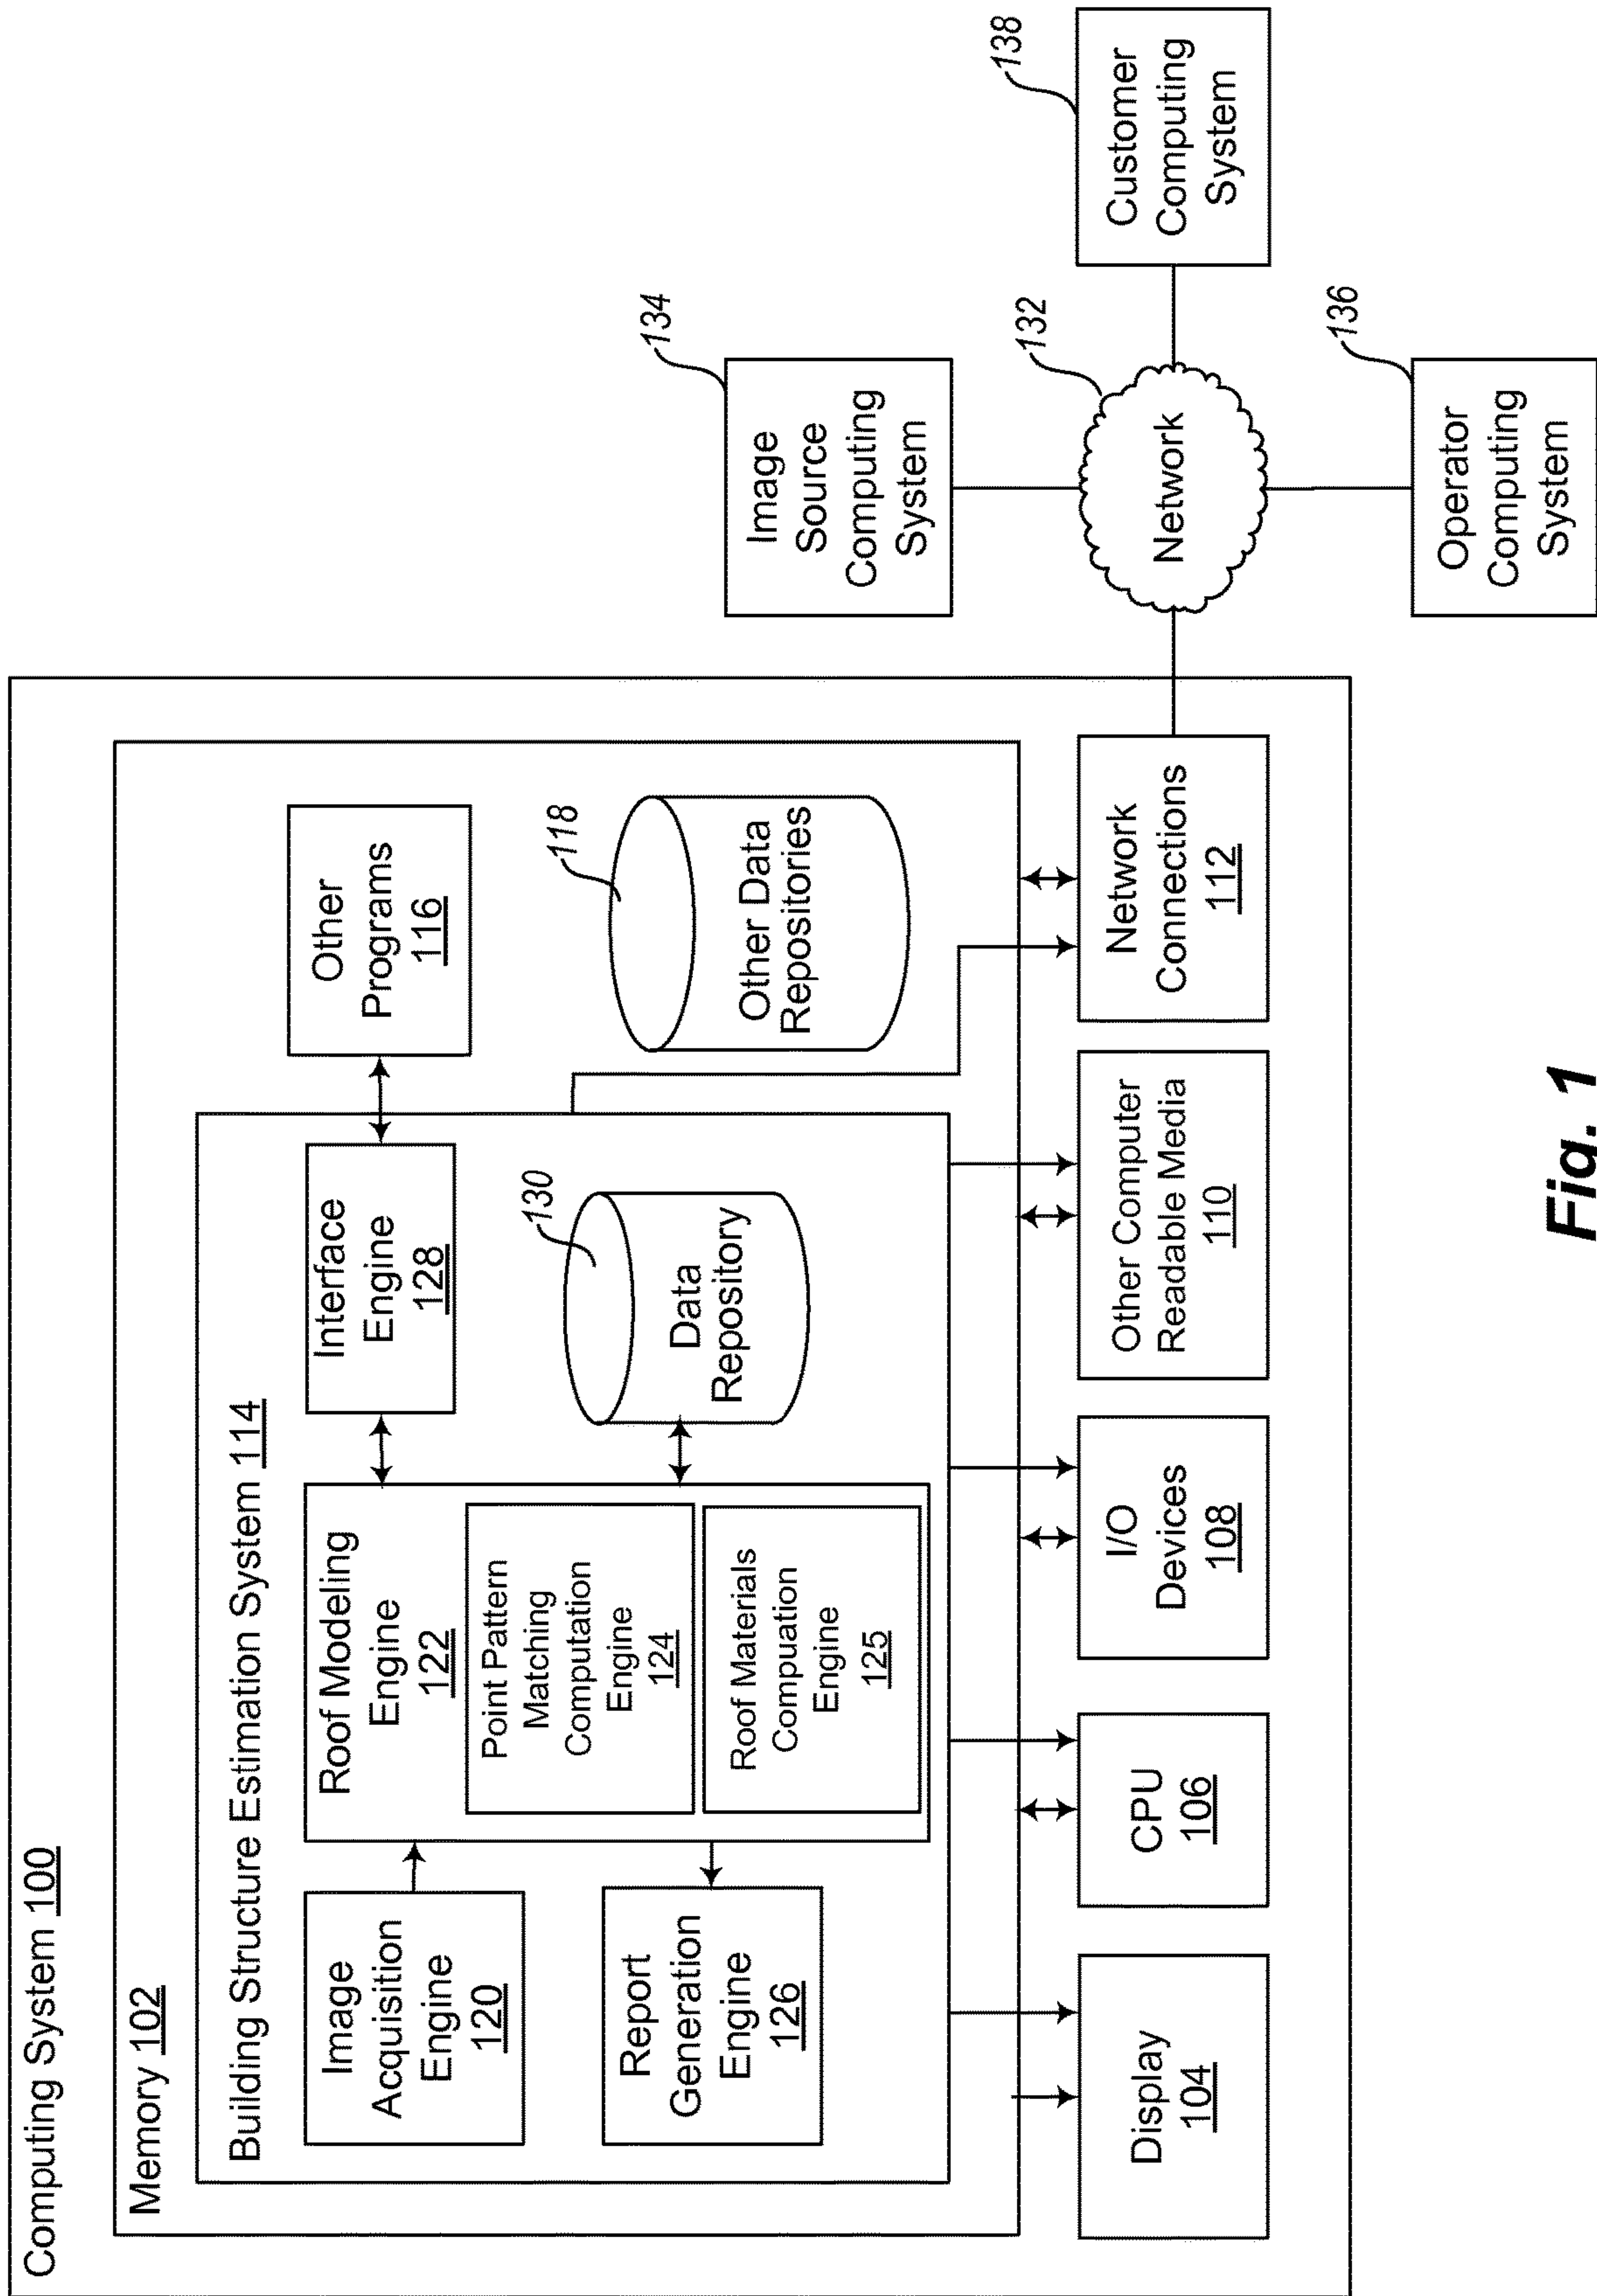 Computing System 100
Memory 102
Building Structure Estimation System 114
Image
Acquisition
Engine
120
Roof Modeling
Engine
122
Point Pattern
Matching
Computation
Engine
124
Roof Materials
Compuation
Engine
125
Interface
Engine
128
Other
Programs
116
Report
Generation
Engine
126
130
Data
Repository
118
Other Data
Repositories
Display
104
CPU
106
I/O
Devices
108
Other Computer
Readable Media
110
Network
Connections
112
134
Image
Source
Computing
System
132
Network
138
Customer
Computing
System
136
Operator
Computing
System
Fig. 1